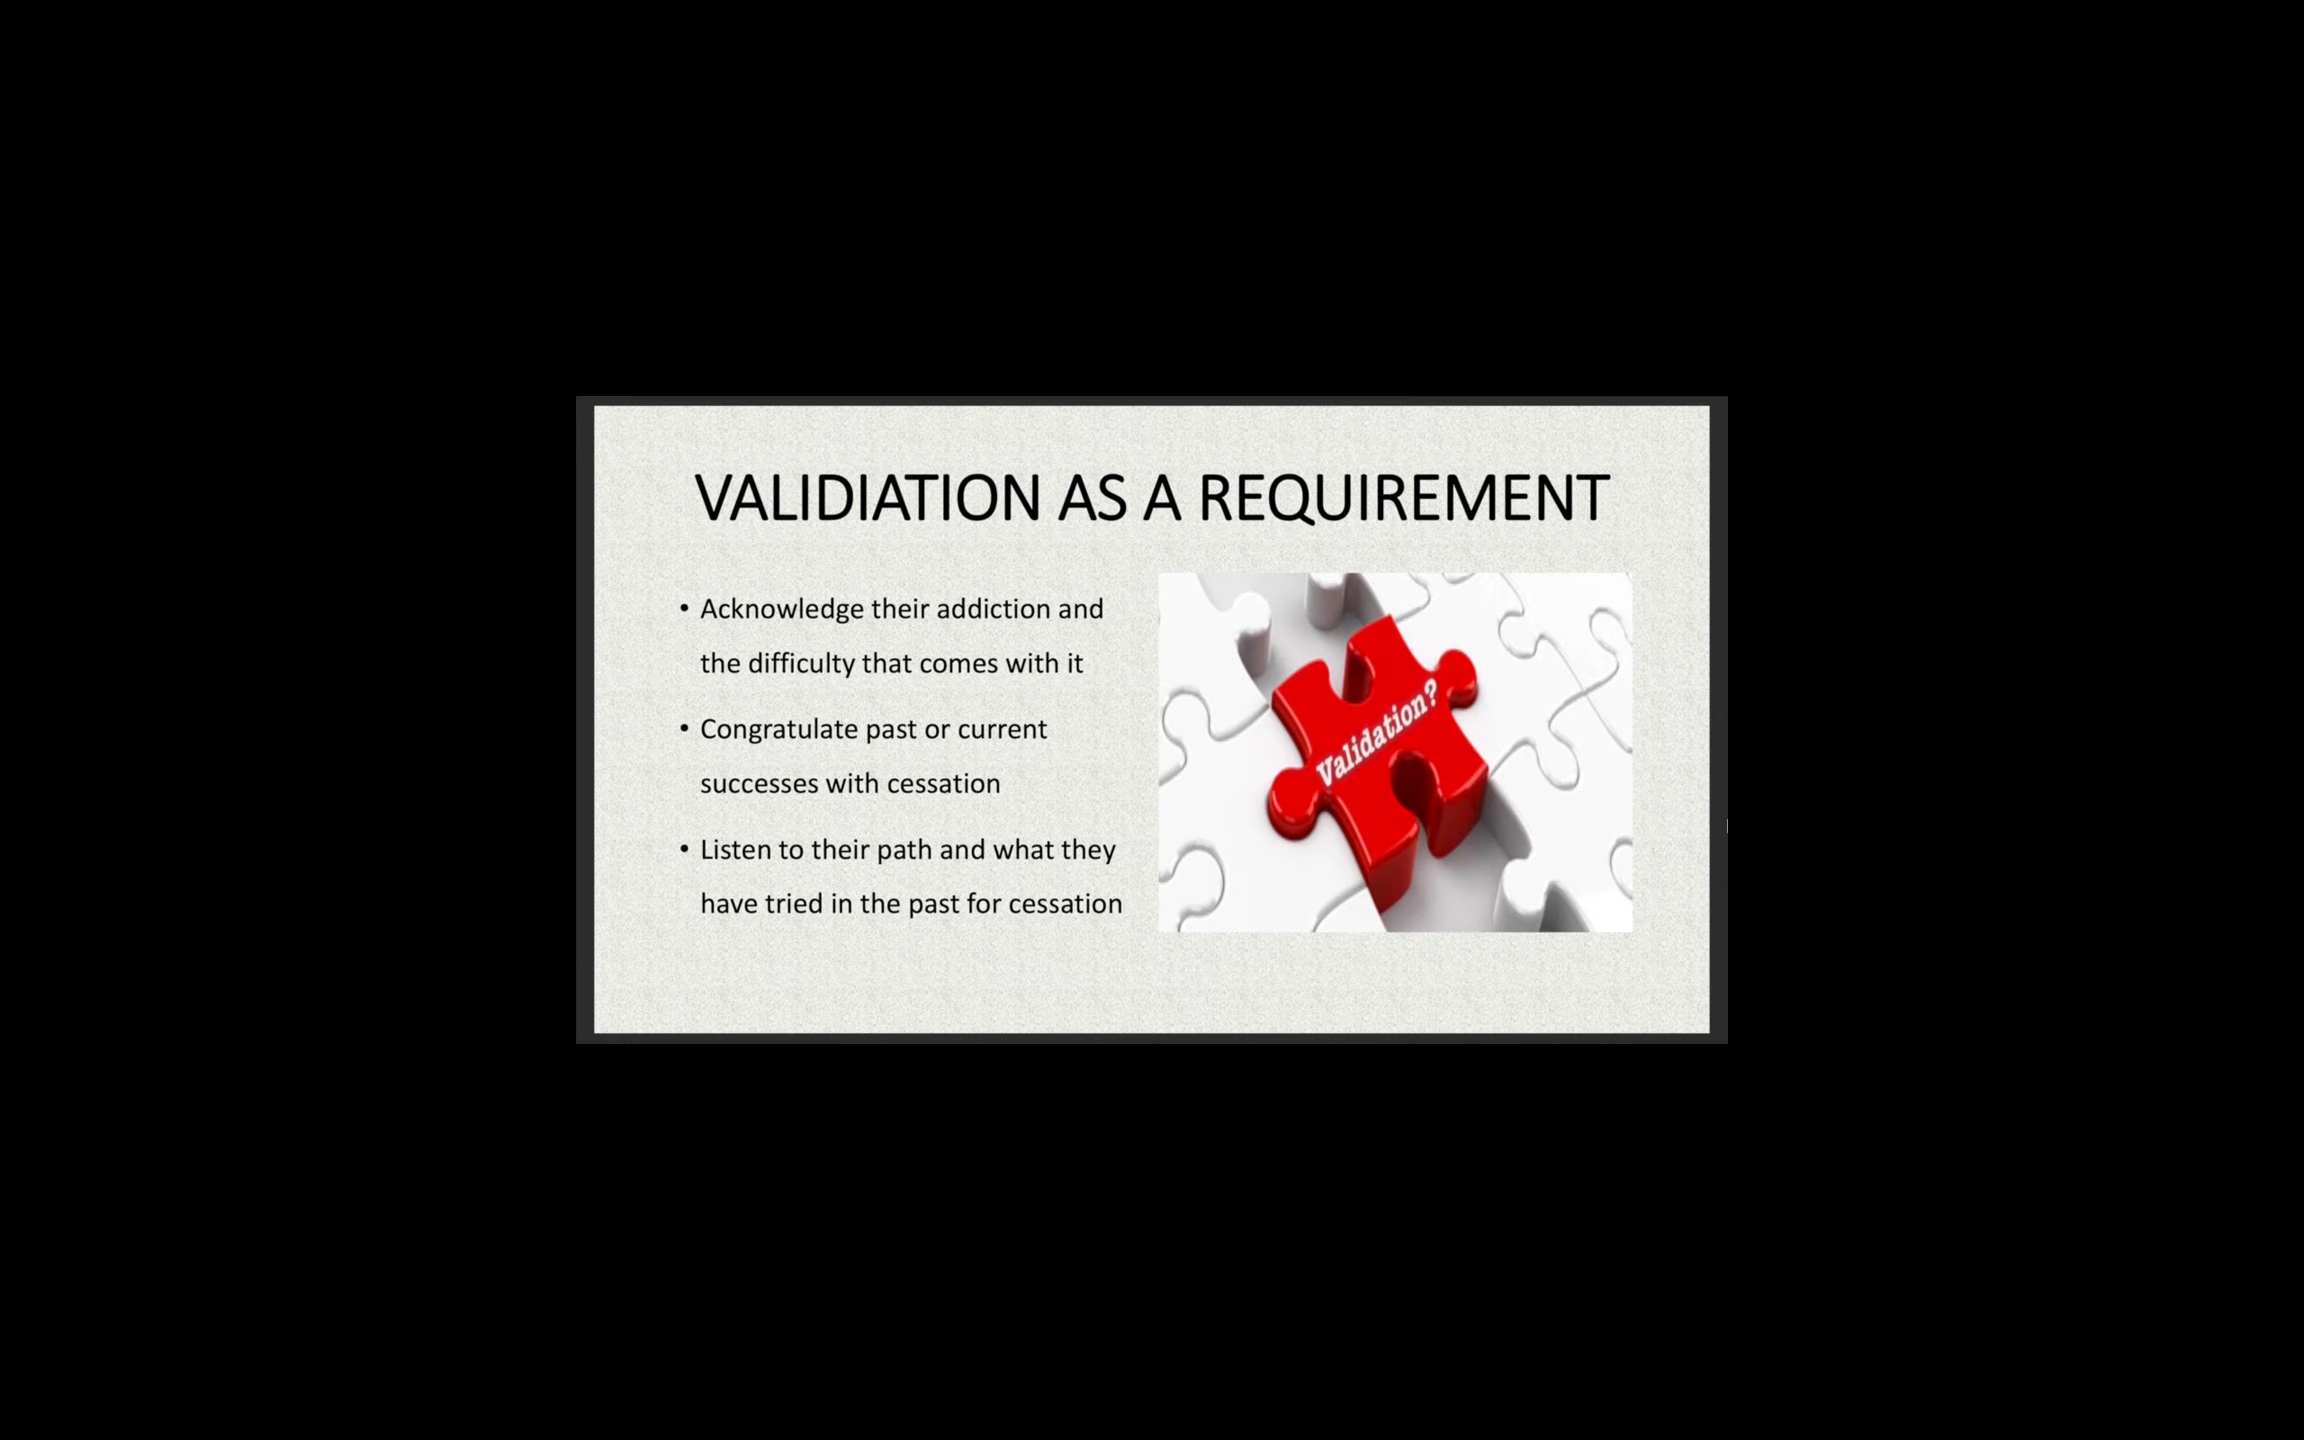 VALIDIATION AS A REQUIREMENT
• Acknowledge their addiction and
the difficulty that comes with it
• Congratulate past or current
successes with cessation
• Listen to their path and what they
have tried in the past for cessation
Validation?